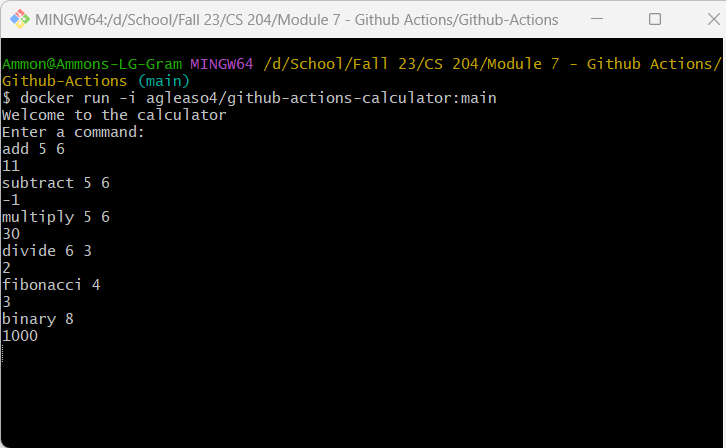 MINGW64:/d/School/Fall 23/CS 204/Module 7 - Github Actions/Github-Actions
Ammon@Ammons-LG-Gram MINGW64 /d/School/Fall 23/CS 204/Module 7 - Github Actions/
Github-Actions (main)
$ docker run -i agleaso4/github-actions-calculator:main
Welcome to the calculator
Enter a command:
add 5 6
11
subtract 5 6
-1
multiply 5 6
30
divide 6 3
2
fibonacci 4
3
binary 8
1000